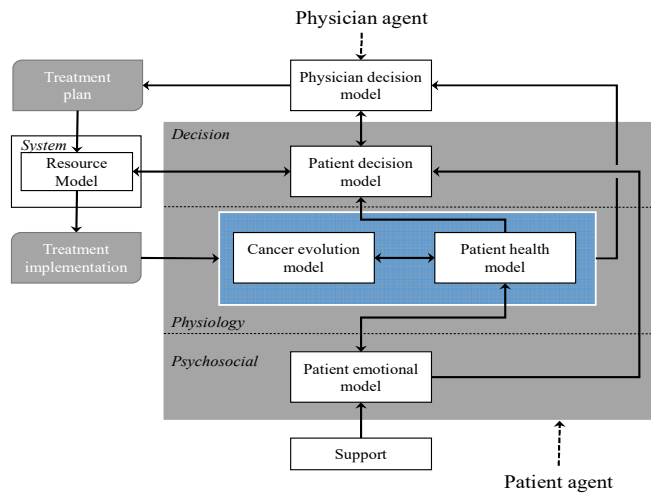 Physician agent
Treatment
plan
Physician decision
model
Decision
System
Resource
Model
Patient decision
model
Treatment
implementation
Cancer evolution
model
Patient health
model
Physiology
Psychosocial
Patient emotional
model
Support
Patient agent